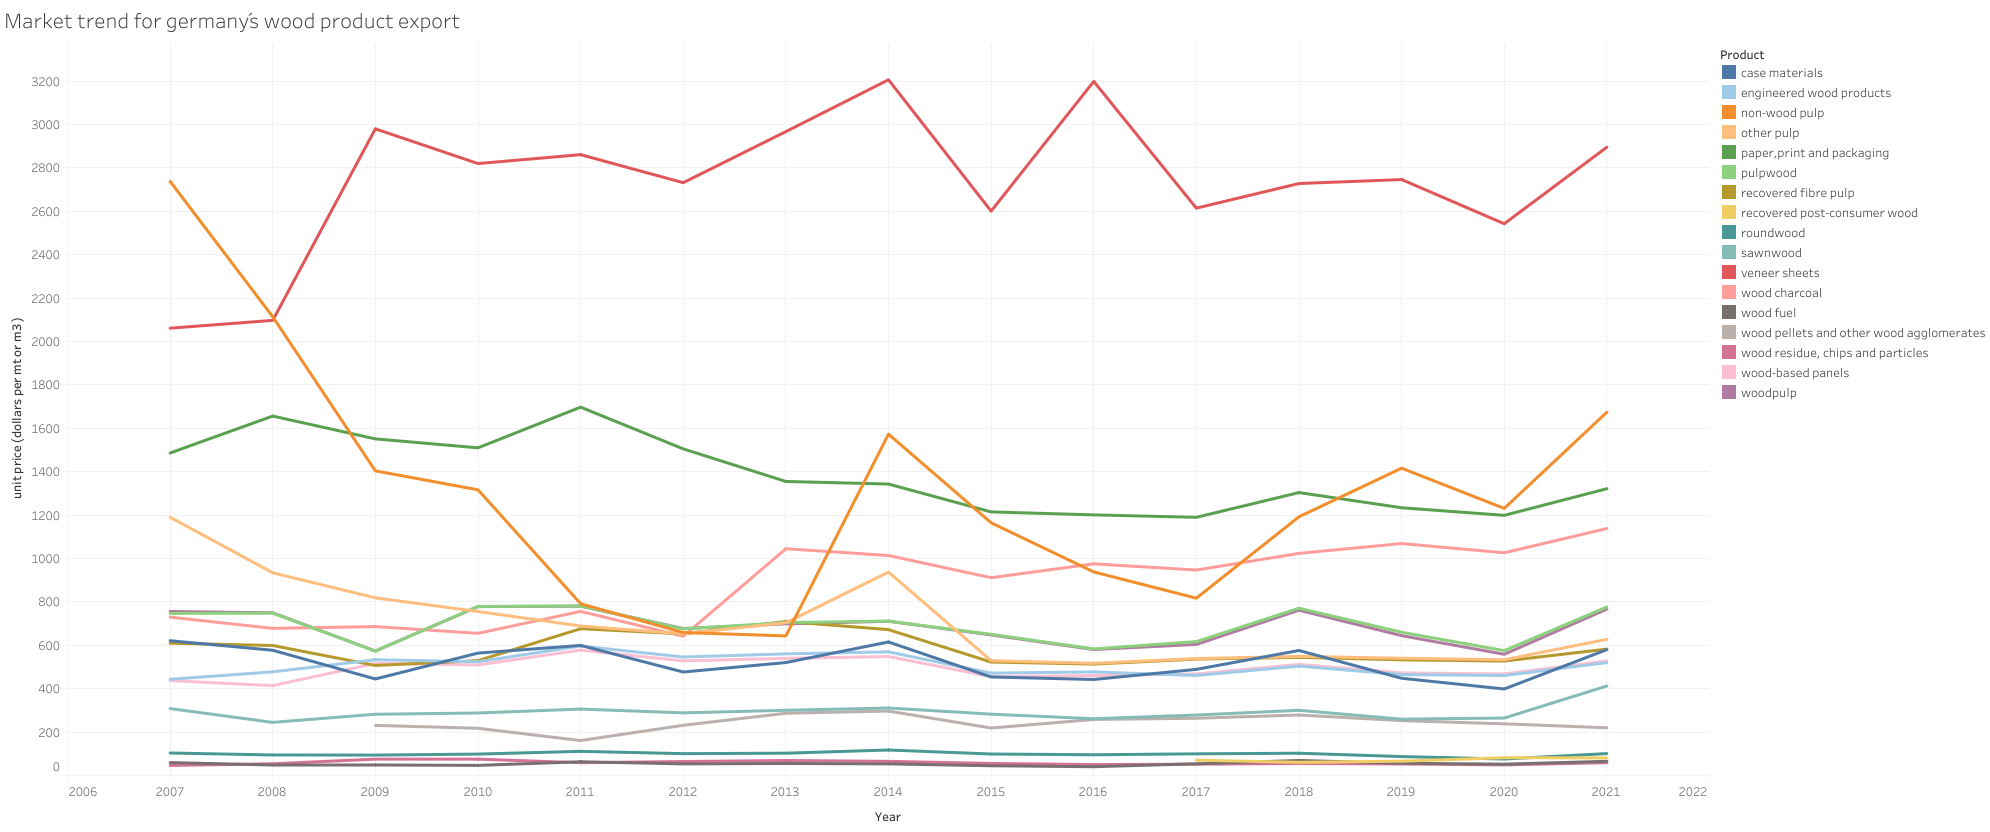 Market trend for germany´s wood product export
Product
case materials
engineered wood products
non-wood pulp
other pulp
paper,print and packaging
pulpwood
recovered fibre pulp
recovered post-consumer wood
roundwood
sawnwood
veneer sheets
wood charcoal
wood fuel
wood pellets and other wood agglomerates
wood residue, chips and particles
wood-based panels
woodpulp
unit price (dollars per mt or m3)
3200
3000
2800
2600
2400
2200
2000
1800
1600
1400
1200
1000
800
600
400
200
0
2006 2007 2008 2009 2010 2011 2012 2013 2014 2015 2016 2017 2018 2019 2020 2021 2022
Year